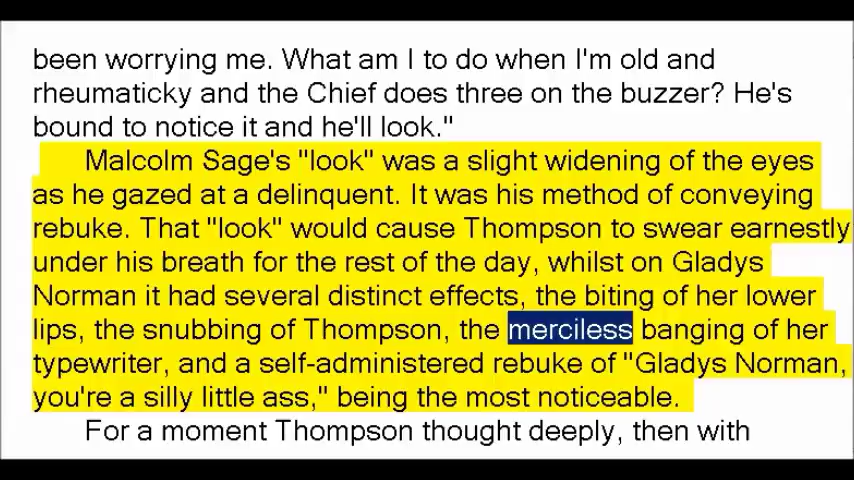 been worrying me. What am I to do when I'm old and
rheumaticky and the Chief does three on the buzzer? He's
bound to notice it and he'll look."
Malcolm Sage's "look" was a slight widening of the eyes
as he gazed at a delinquent. It was his method of conveying
rebuke. That "look" would cause Thompson to swear earnestly
under his breath for the rest of the day, whilst on Gladys
Norman it had several distinct effects, the biting of her lower
lips, the snubbing of Thompson, the merciless banging of her
typewriter, and a self-administered rebuke of "Gladys Norman,
you're a silly little ass," being the most noticeable.
For a moment Thompson thought deeply, then with